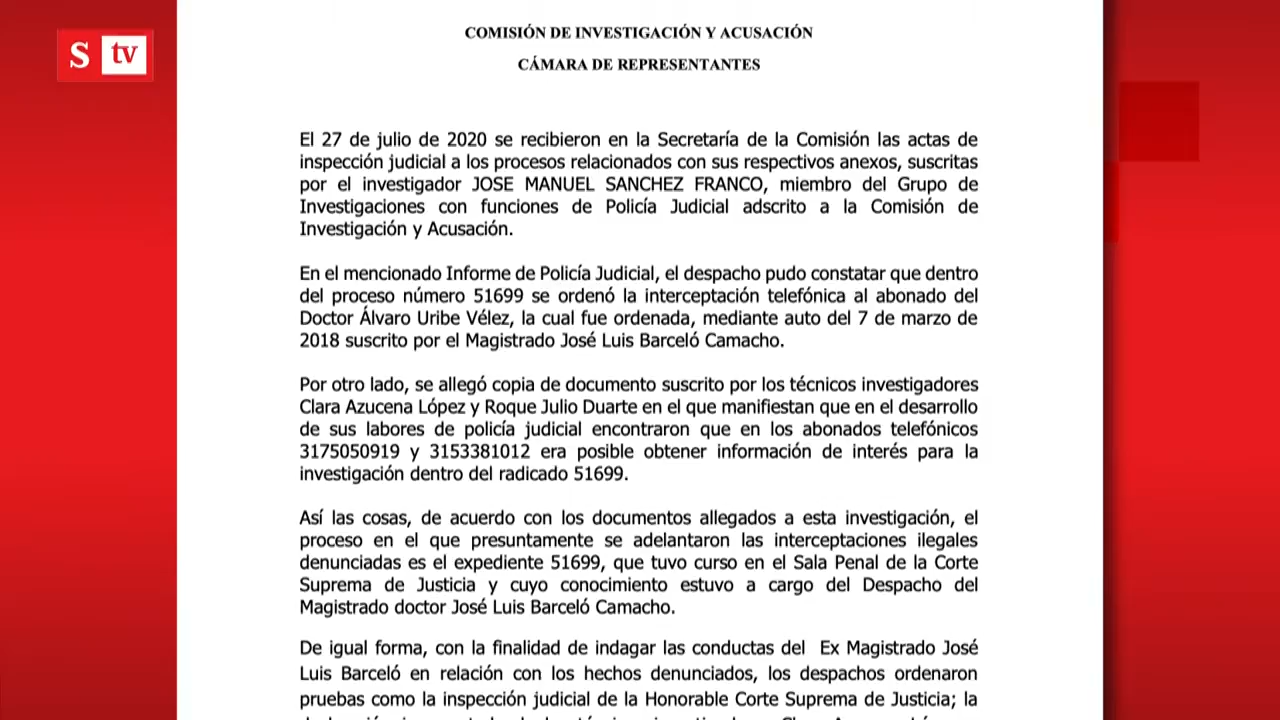 S tv
COMISIÓN DE INVESTIGACIÓN Y ACUSACIÓN
CÁMARA DE REPRESENTANTES
El 27 de julio de 2020 se recibieron en la Secretaría de la Comisión las actas de
inspección judicial a los procesos relacionados con sus respectivos anexos, suscritas
por el investigador JOSE MANUEL SANCHEZ FRANCO, miembro del Grupo de
Investigaciones con funciones de Policía Judicial adscrito a la Comisión de
Investigación y Acusación.
En el mencionado Informe de Policía Judicial, el despacho pudo constatar que dentro
del proceso número 51699 se ordenó la interceptación telefónica al abonado del
Doctor Álvaro Uribe Vélez, la cual fue ordenada, mediante auto del 7 de marzo de
2018 suscrito por el Magistrado José Luis Barceló Camacho.
Por otro lado, se allegó copia de documento suscrito por los técnicos investigadores
Clara Azucena López y Roque Julio Duarte en el que manifiestan que en el desarrollo
de sus labores de policía judicial encontraron que en los abonados telefónicos
3175050919 y 3153381012 era posible obtener información de interés para la
investigación dentro del radicado 51699.
Así las cosas, de acuerdo con los documentos allegados a esta investigación, el
proceso en el que presuntamente se adelantaron las interceptaciones ilegales
denunciadas es el expediente 51699, que tuvo curso en el Sala Penal de la Corte
Suprema de Justicia y cuyo conocimiento estuvo a cargo del Despacho del
Magistrado doctor José Luis Barceló Camacho.
De igual forma, con la finalidad de indagar las conductas del Ex Magistrado José
Luis Barceló en relación con los hechos denunciados, los despachos ordenaron
pruebas como la inspección judicial de la Honorable Corte Suprema de Justicia; la